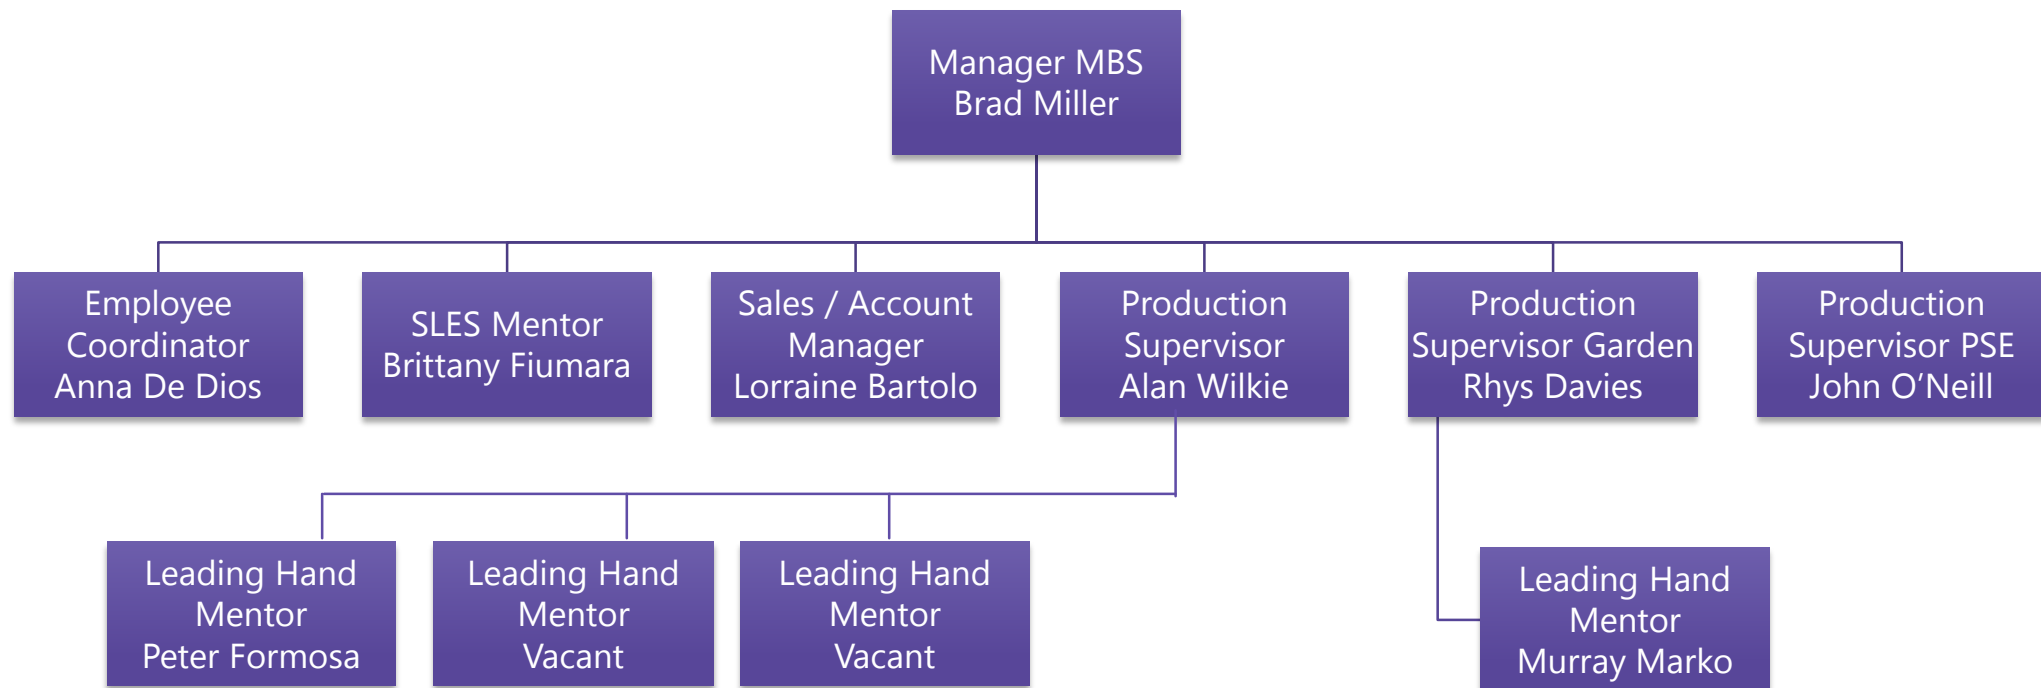 Manager MBS
Brad Miller
Employee
Coordinator
Anna De Dios
SLES Mentor
Brittany Fiumara
Sales / Account
Manager
Lorraine Bartolo
Production
Supervisor
Alan Wilkie
Production
Supervisor Garden
Rhys Davies
Production
Supervisor PSE
John O’Neill
Leading Hand
Mentor
Peter Formosa
Leading Hand
Mentor
Vacant
Leading Hand
Mentor
Vacant
Leading Hand
Mentor
Murray Marko